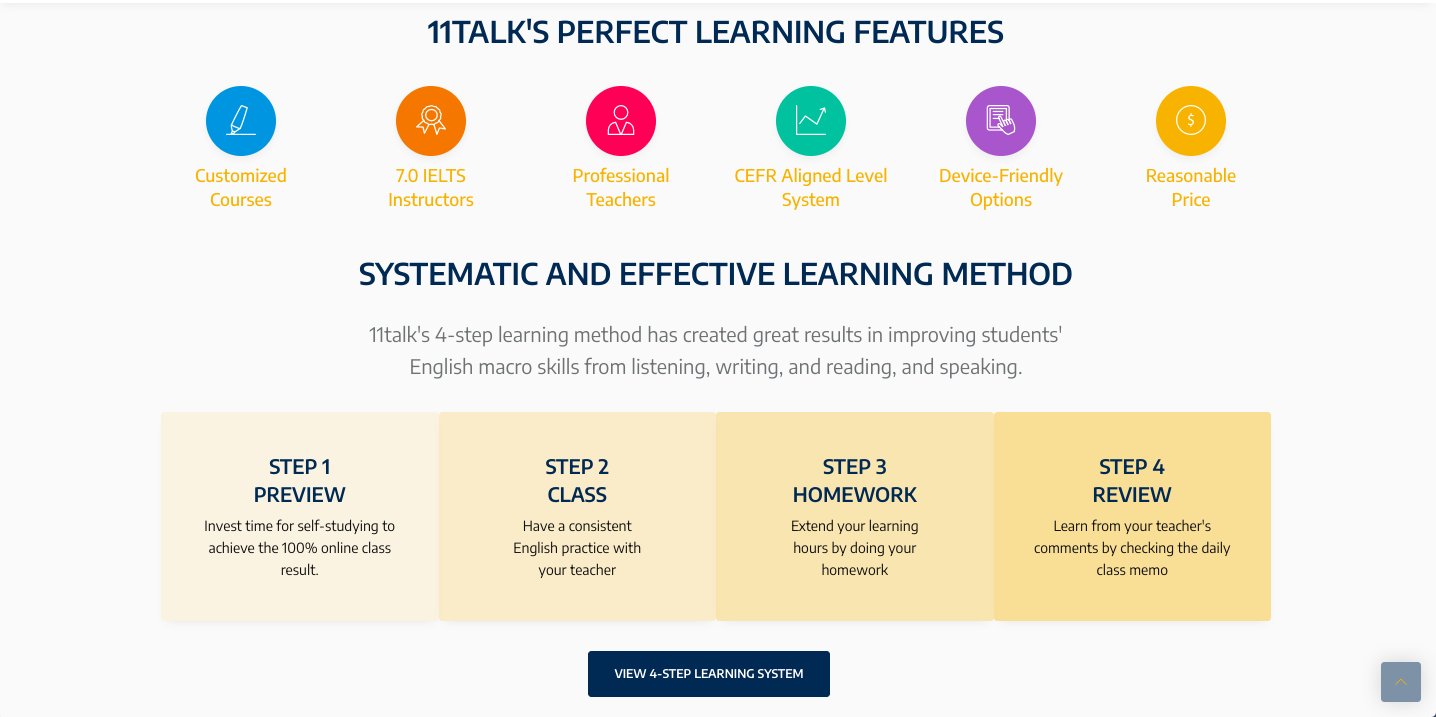 11TALK'S PERFECT LEARNING FEATURES
Customized
Courses
7.0 IELTS
Instructors
Professional
Teachers
CEFR Aligned Level
System
Device-Friendly
Options
Reasonable
Price
SYSTEMATIC AND EFFECTIVE LEARNING METHOD
11talk's 4-step learning method has created great results in improving students'
English macro skills from listening, writing, and reading, and speaking.
STEP 1
PREVIEW
Invest time for self-studying to
achieve the 100% online class
result.
STEP 2
CLASS
Have a consistent
English practice with
your teacher
STEP 3
HOMEWORK
Extend your learning
hours by doing your
homework
STEP 4
REVIEW
Learn from your teacher's
comments by checking the daily
class memo
VIEW 4-STEP LEARNING SYSTEM